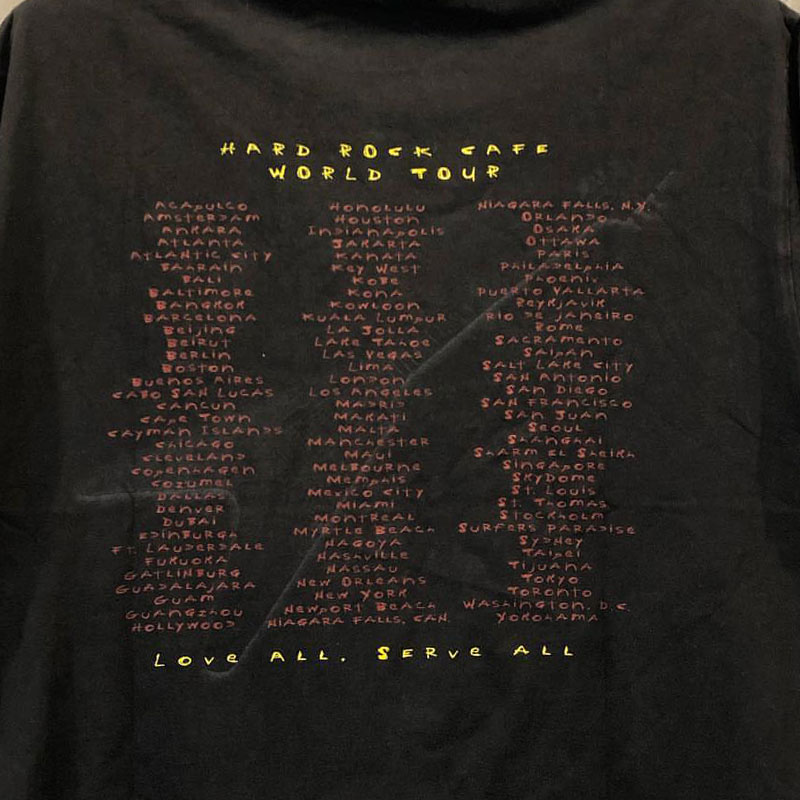 HARD ROCK CAFE
WORLD TOUR
ACAPULCO
AMSTERDAM
ANKARA
ATLANTA
ATLANTIC CITY
BAHRAIN
BALI
BALTIMORE
BANGKOK
BARCELONA
BEIJING
BEIRUT
BERLIN
BOSTON
BUENOS AIRES
CABO SAN LUCAS
CANCUN
CAPE TOWN
CAYMAN ISLANDS
CHICAGO
CLEVELAND
COPENHAGEN
COZUMEL
DALLAS
DENVER
DUBAI
EDINBURGH
FT. LAUDERDALE
FUKUOKA
GATLINBURG
GUADALAJARA
GUAM
GUANGZHOU
HOLLYWOOD
HONOLULU
HOUSTON
INDIANAPOLIS
JAKARTA
KANATA
KEY WEST
KOBE
KONA
KOWLOON
KUALA LUMPUR
LA JOLLA
LAKE TAHOE
LAS VEGAS
LIMA
LONDON
LOS ANGELES
MADRID
MAKATI
MALTA
MANCHESTER
MAUI
MELBOURNE
MEMPHIS
MEXICO CITY
MIAMI
MONTREAL
MYRTLE BEACH
NAGOYA
NASHVILLE
NASSAU
NEW ORLEANS
NEW YORK
NEWPORT BEACH
NIAGARA FALLS, CAN.
NIAGARA FALLS, N.Y.
ORLANDO
OSAKA
OTTAWA
PARIS
PHILADELPHIA
PHOENIX
PUERTO VALLARTA
REYKJAVIK
RIO DE JANEIRO
ROME
SACRAMENTO
SAIPAN
SALT LAKE CITY
SAN ANTONIO
SAN DIEGO
SAN FRANCISCO
SAN JUAN
SEOUL
SHANGHAI
SHARM EL SHEIKH
SINGAPORE
SKYDOME
ST. LOUIS
ST. THOMAS
STOCKHOLM
SURFERS PARADISE
SYDNEY
TAIPEI
TIJUANA
TOKYO
TORONTO
WASHINGTON, D.C.
YOKOHAMA
LOVE ALL, SERVE ALL